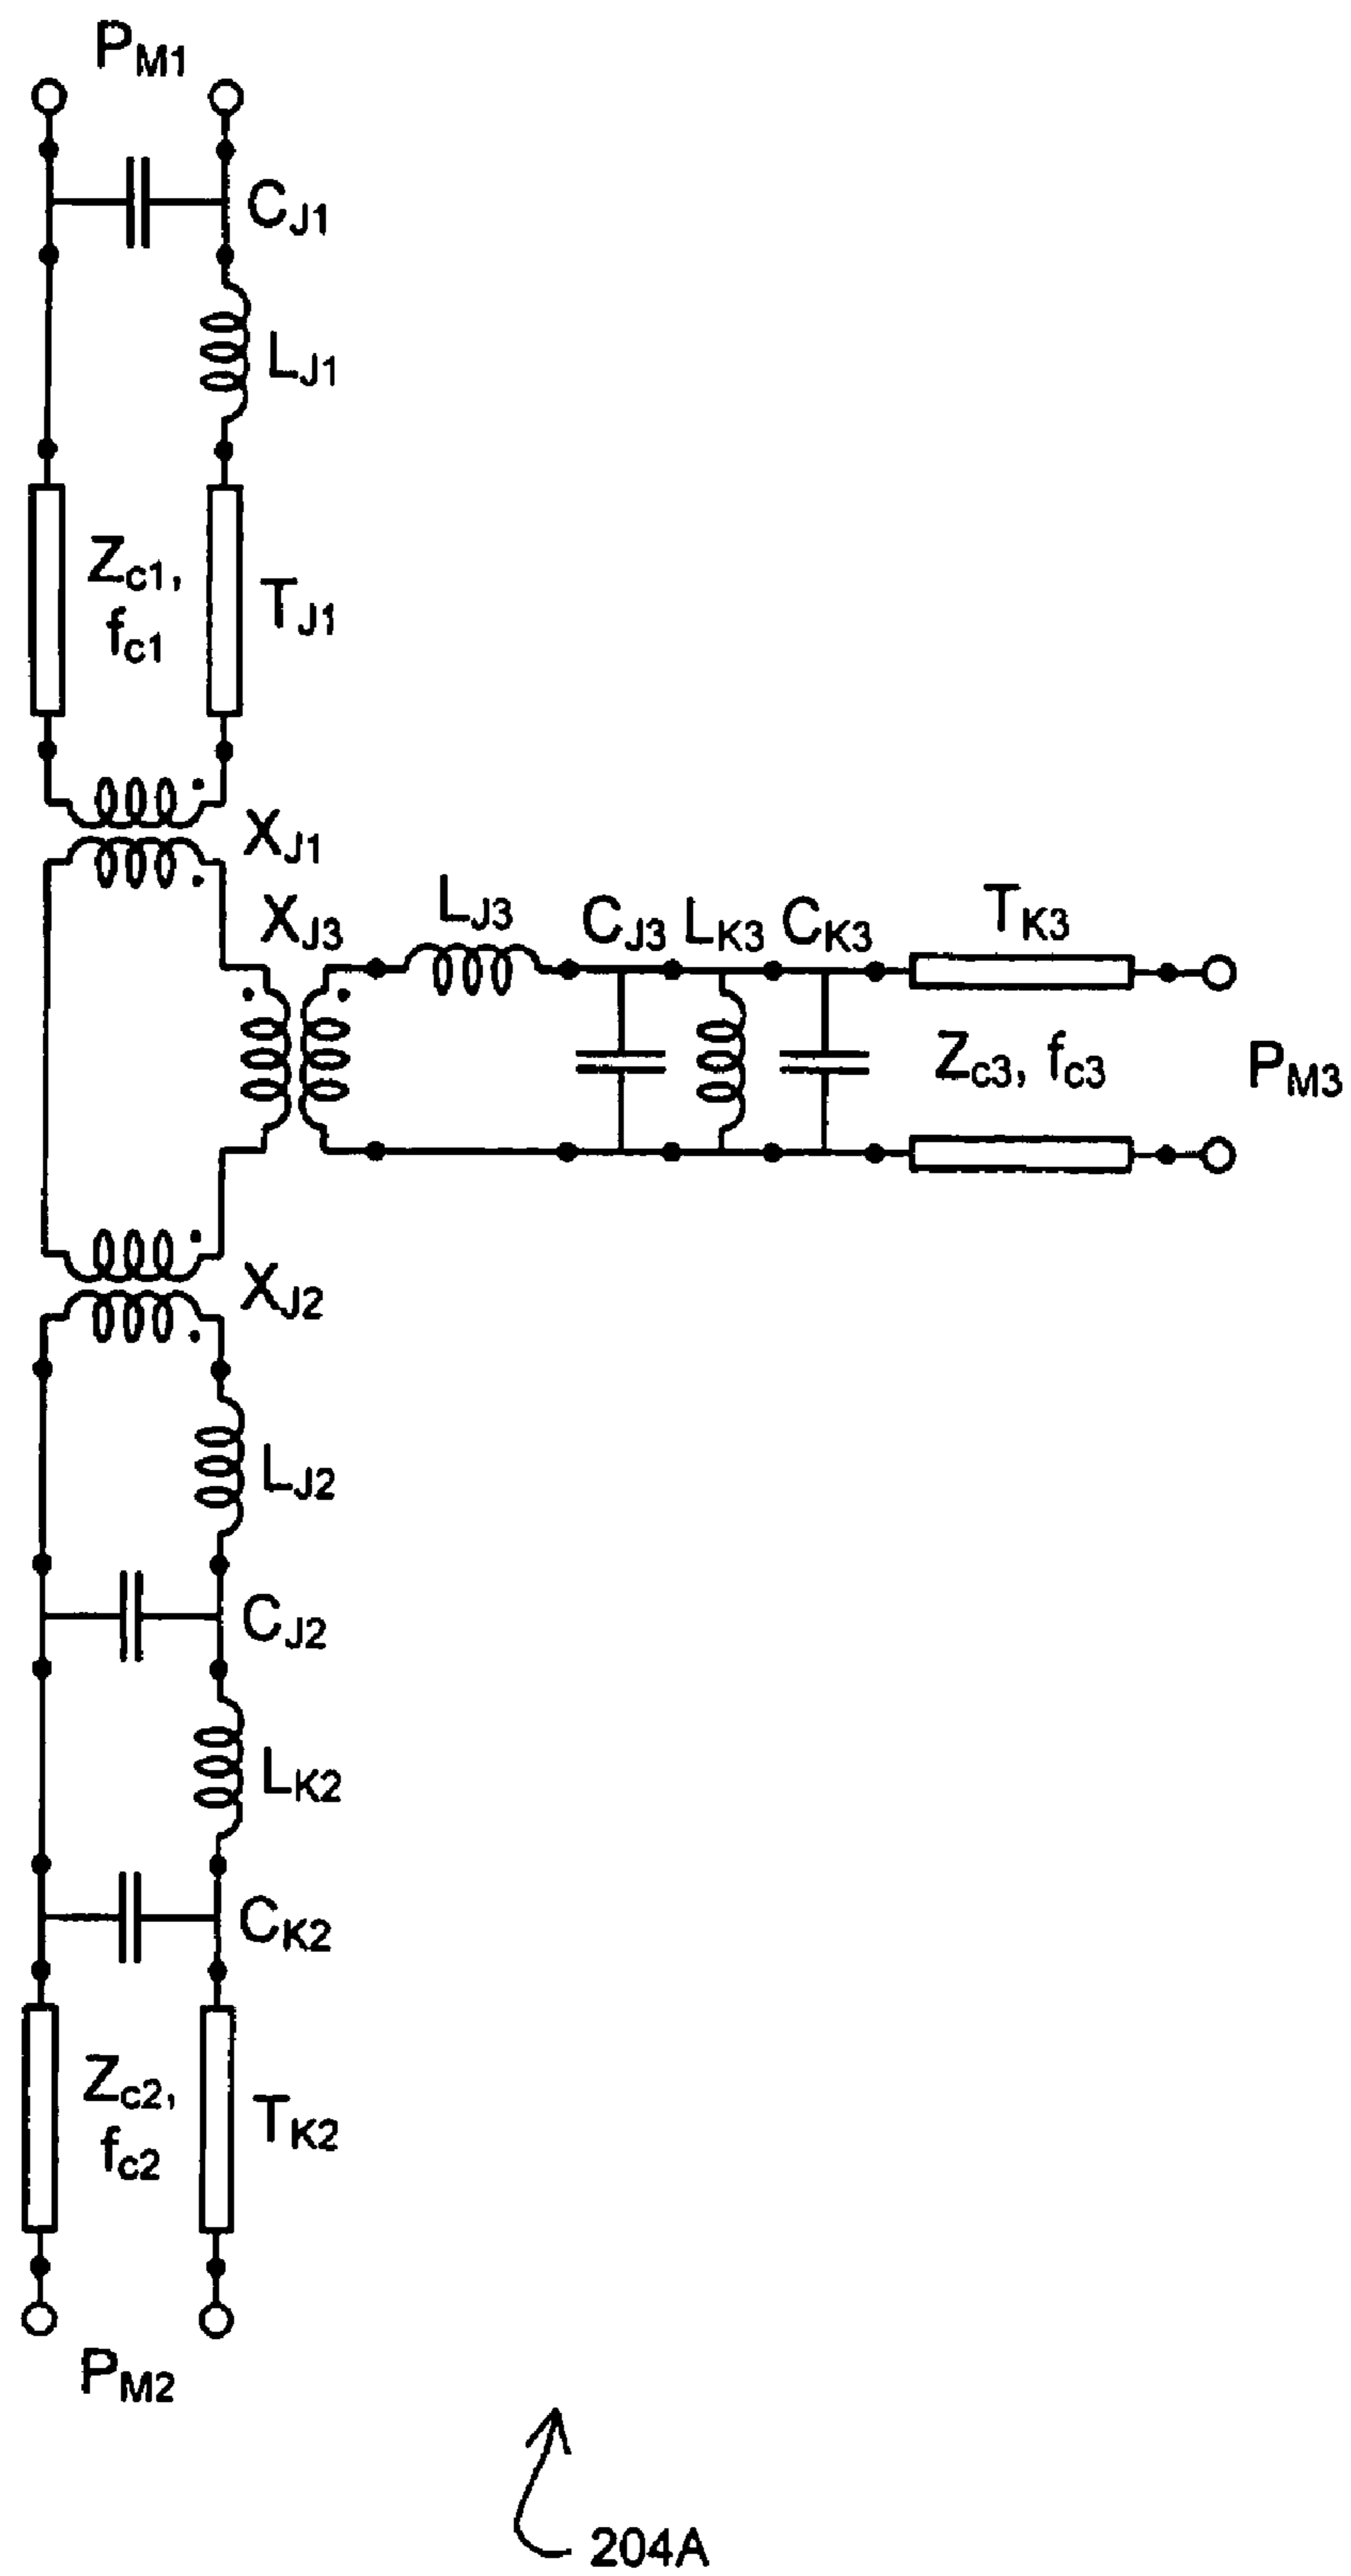 PM1
CJ1
LJ1
Zc1,
fc1
TJ1
XJ1
XJ3
LJ3
CJ3
LK3
CK3
TK3
Zc3, fc3
PM3
XJ2
LJ2
CJ2
LK2
CK2
Zc2,
fc2
TK2
PM2
204A